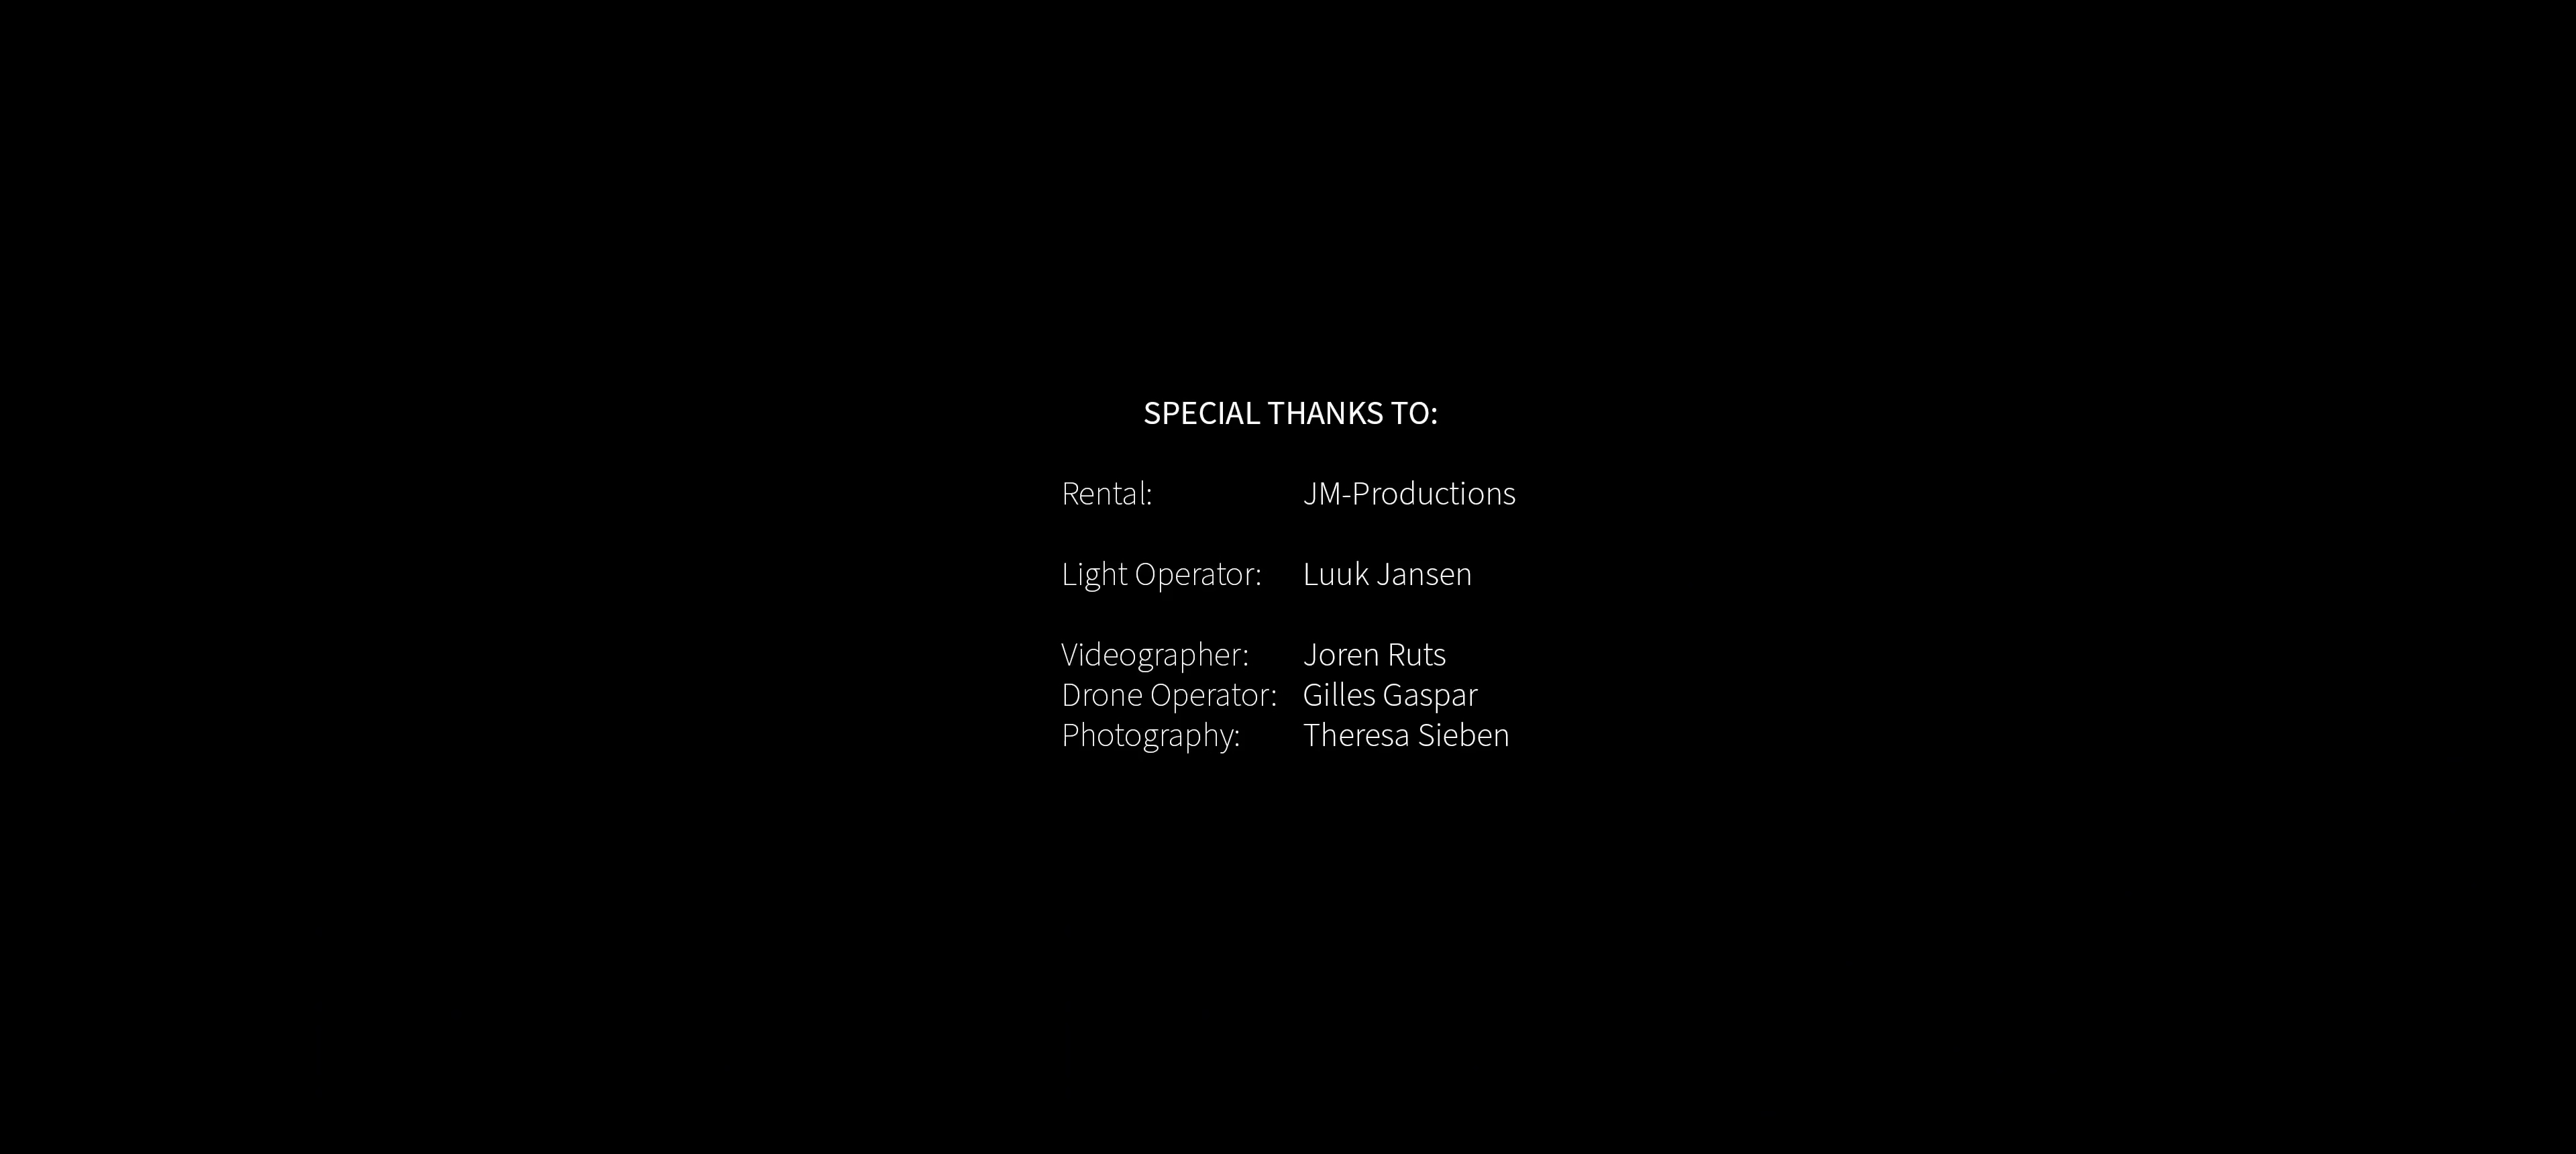 SPECIAL THANKS TO:
Rental: JM-Productions
Light Operator: Luuk Jansen
Videographer: Joren Ruts
Drone Operator: Gilles Gaspar
Photography: Theresa Sieben